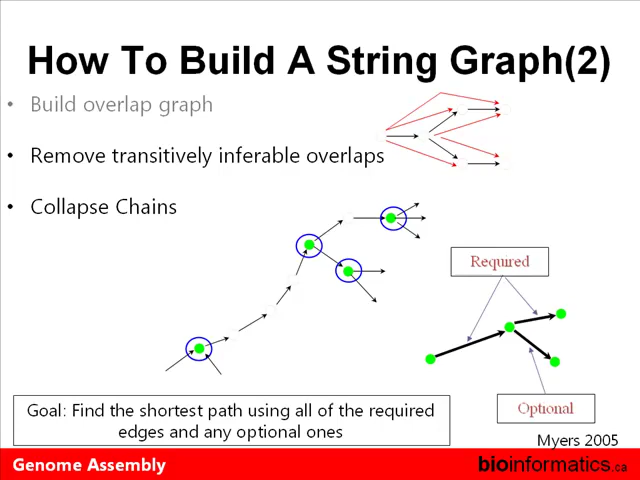 How To Build A String Graph(2)
• Build overlap graph
• Remove transitively inferable overlaps
• Collapse Chains
Required
Optional
Goal: Find the shortest path using all of the required
edges and any optional ones
Myers 2005
Genome Assembly
bioinformatics.ca